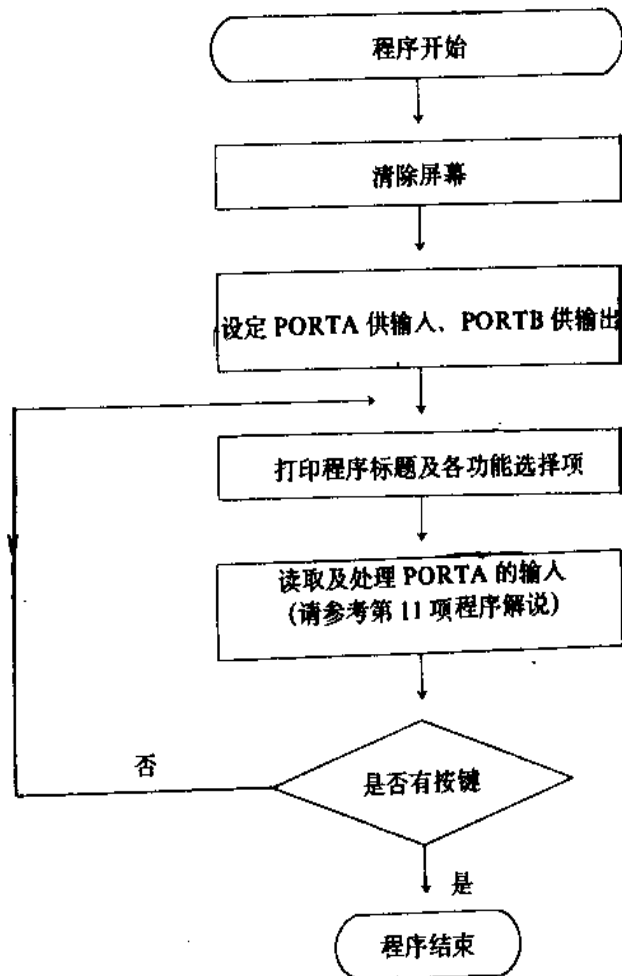 程序开始
清除屏幕
设定 PORTA 供输人、PORTB 供输出
打印程序标题及各功能选择项
读取及处理 PORTA 的输人
(请参考第 11 项程序解说)
否
是否有按键
是
程序结束